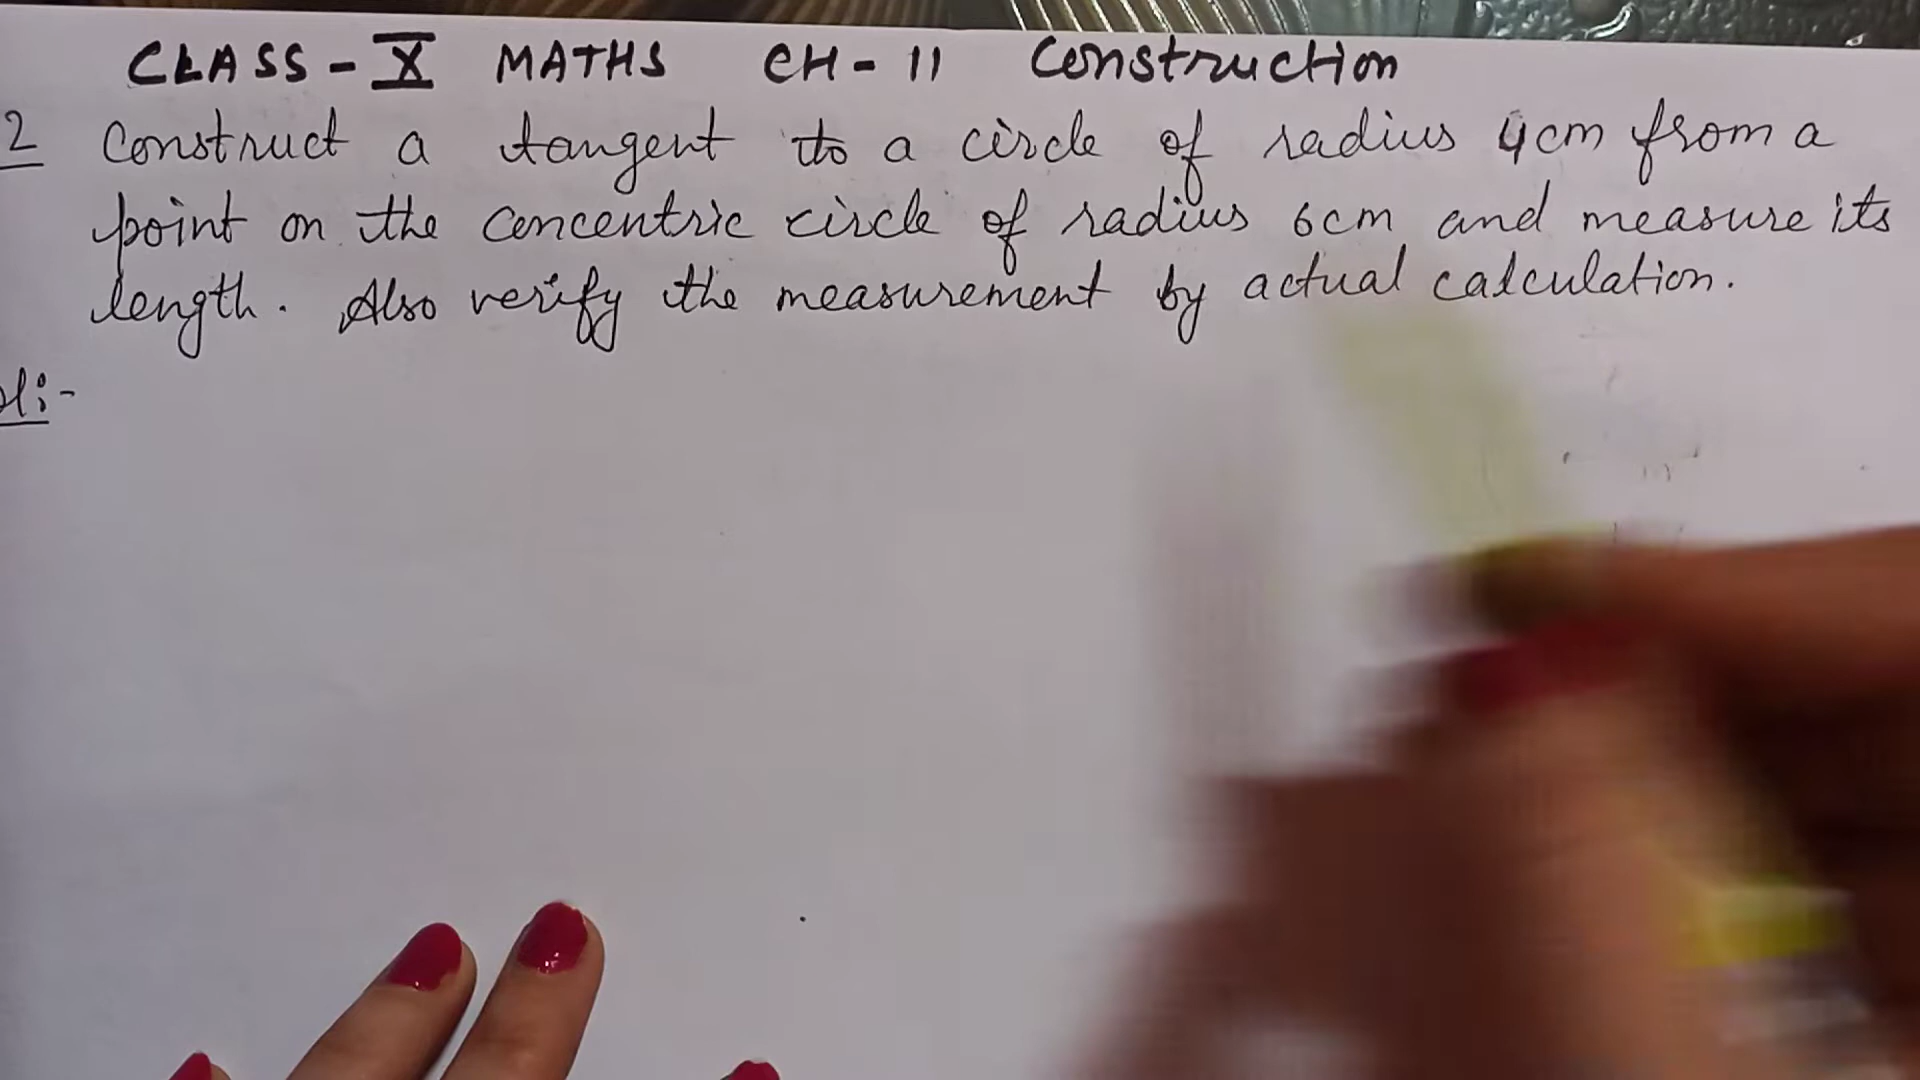 CLASS - X MATHS CH - 11 Construction
2 Construct a tangent to a circle of radius 4cm from a
point on the concentric circle of radius 6cm and measure its
length. Also verify the measurement by actual calculation.
ol:-